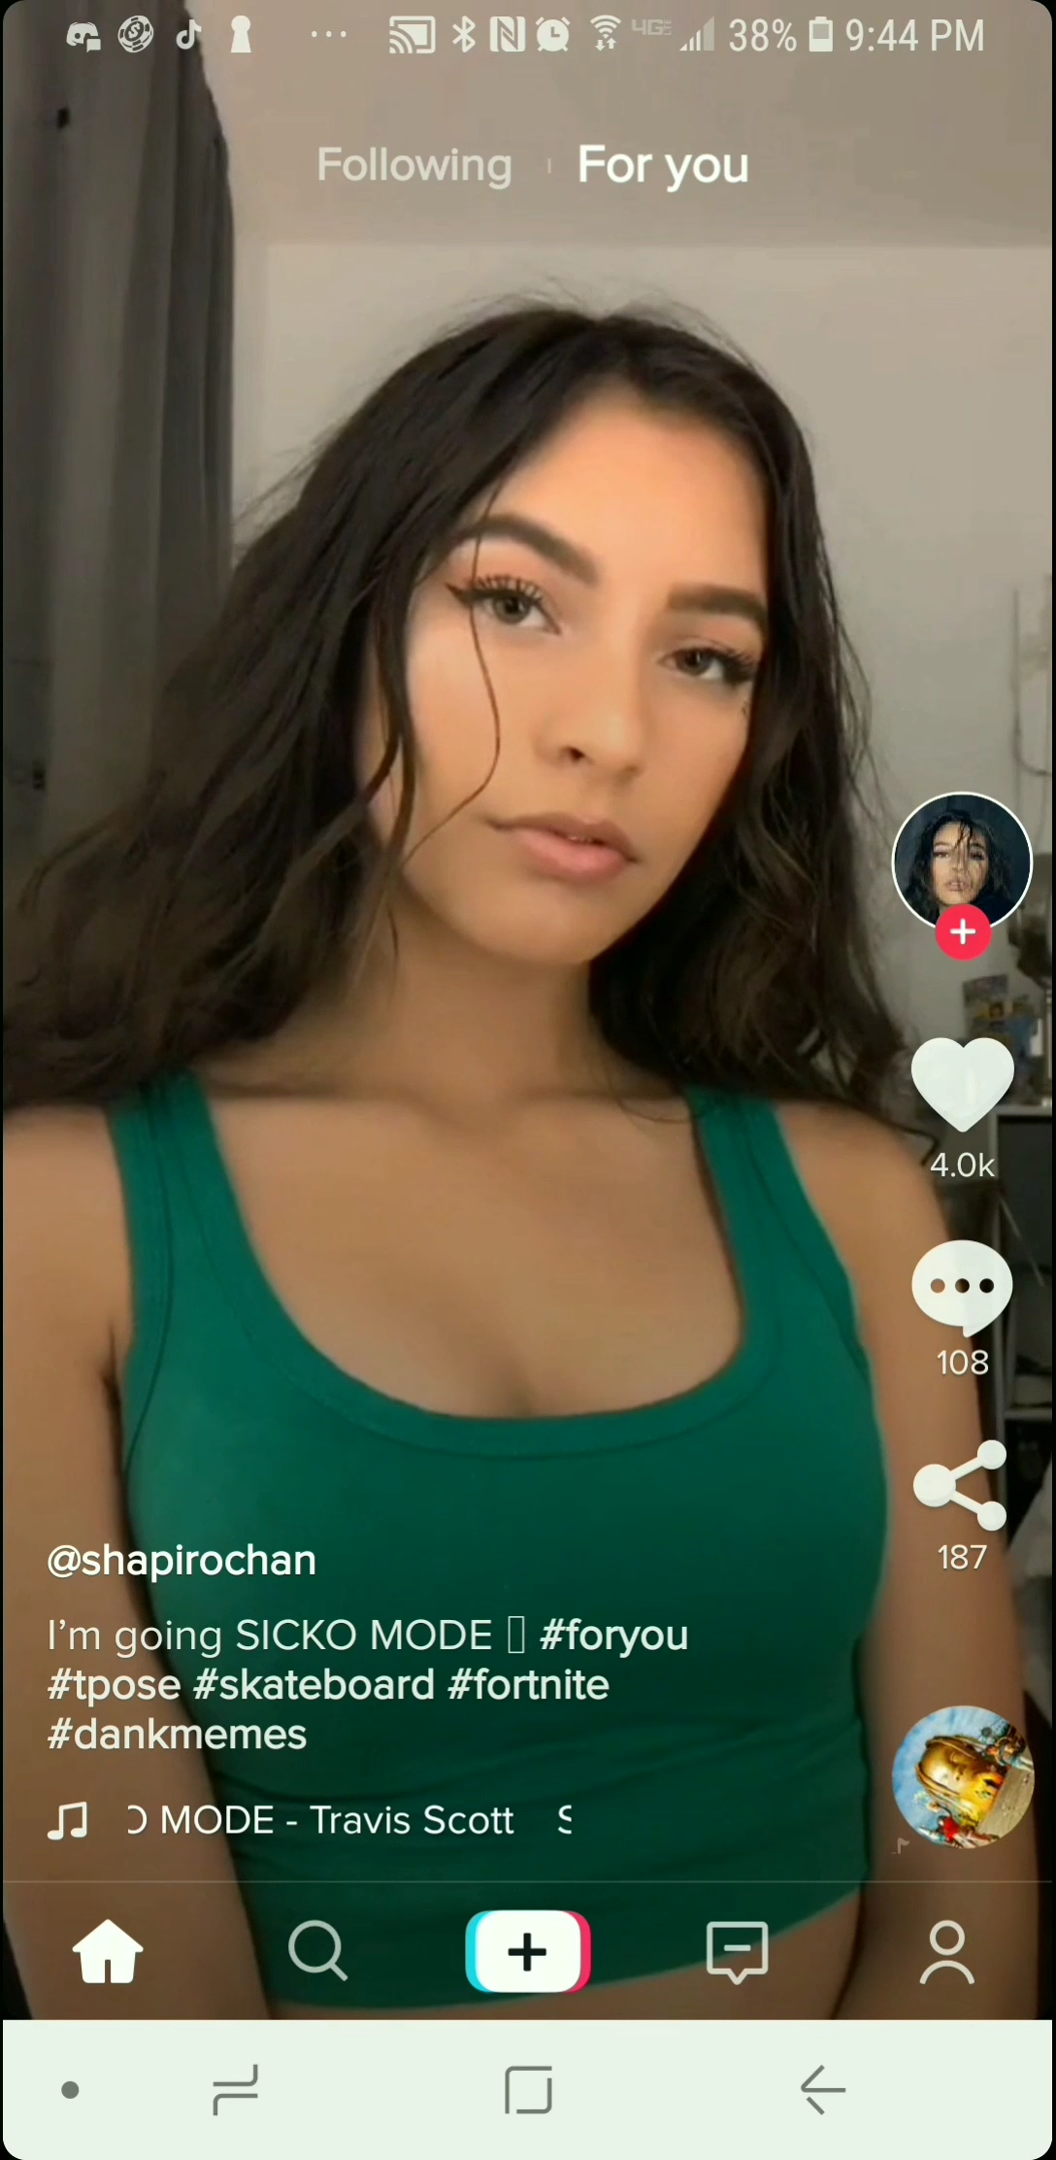 4GE 38% 9:44 PM
Following For you
4.0k
108
187
@shapirochan
I'm going SICKO MODE #foryou
#tpose #skateboard #fortnite
#dankmemes
MODE - Travis Scott S